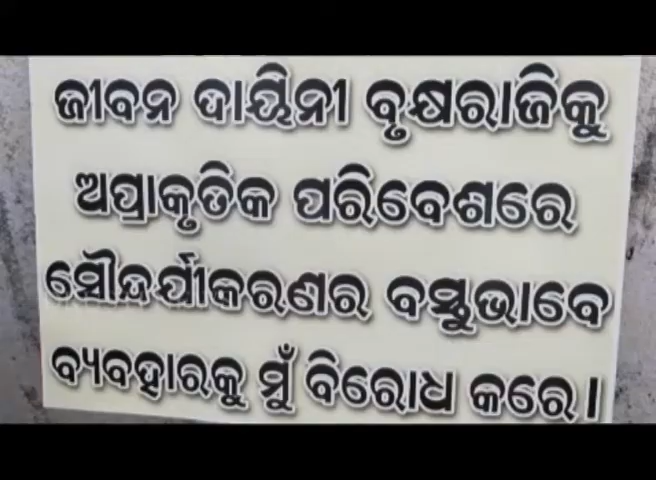 ଜୀବନ ଦାୟିନୀ ବୃକ୍ଷରାଜିକୁ
ଅପ୍ରାକୃତିକ ପରିବେଶରେ
ସୌନ୍ଦର୍ଯ୍ୟୀକରଣର ବସ୍ତୁଭାବେ
ବ୍ୟବହାରକୁ ମୁଁ ବିରୋଧ କରେ।